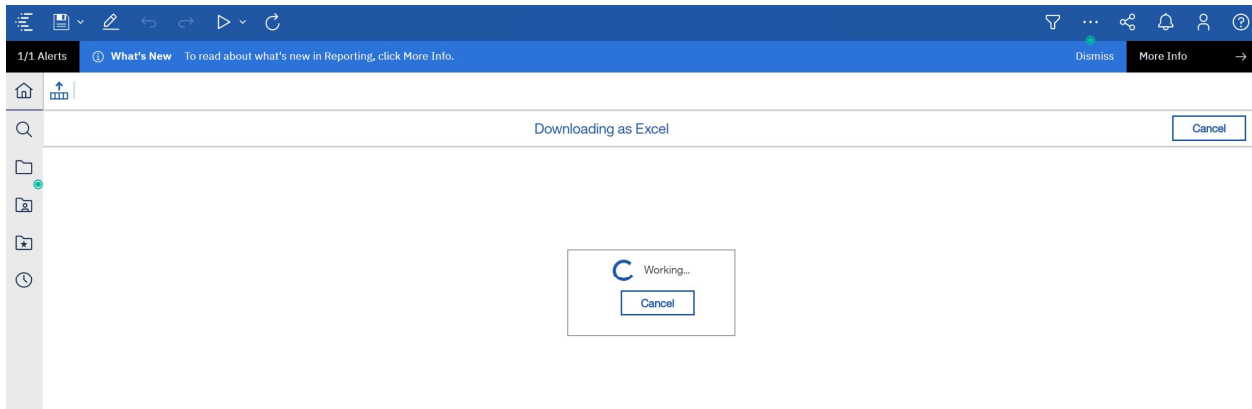 1/1 Alerts What's New To read about what's new in Reporting, click More Info. Dismiss More Info
Downloading as Excel Cancel
Working...
Cancel